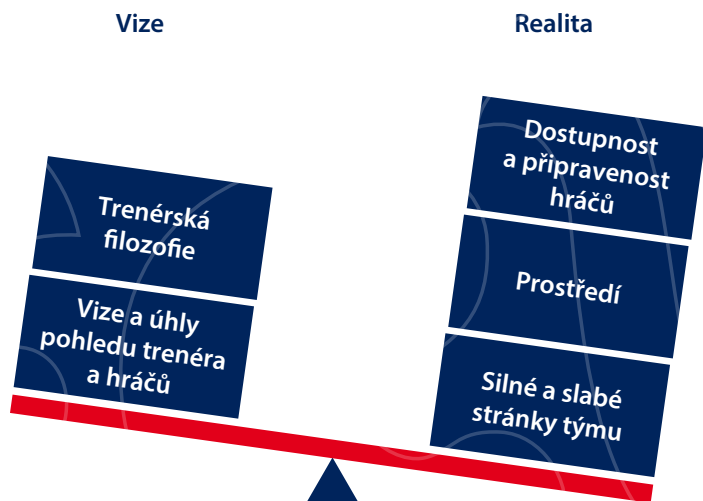 Vize
Realita
Trenérská
filozofie
Vize a úhly
pohledu trenéra
a hráčů
Dostupnost
a připravenost
hráčů
Prostředí
Silné a slabé
stránky týmu